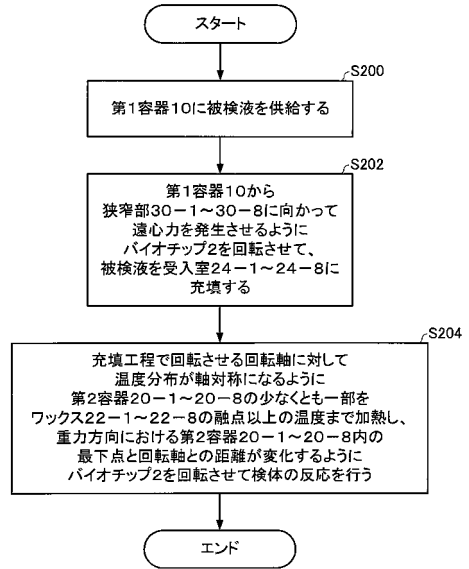 スタート
S200
第1容器10に被検液を供給する
S202
第1容器10から
狭窄部30-1~30-8に向かって
遠心力を発生させるように
バイオチップ2を回転させて、
被検液を受入室24-1~24-8に
充填する
S204
充填工程で回転させる回転軸に対して
温度分布が軸対称になるように
第2容器20-1~20-8の少なくとも一部を
ワックス22-1~22-8の融点以上の温度まで加熱し、
重力方向における第2容器20-1~20-8内の
最下点と回転軸との距離が変化するように
バイオチップ2を回転させて検体の反応を行う
エンド